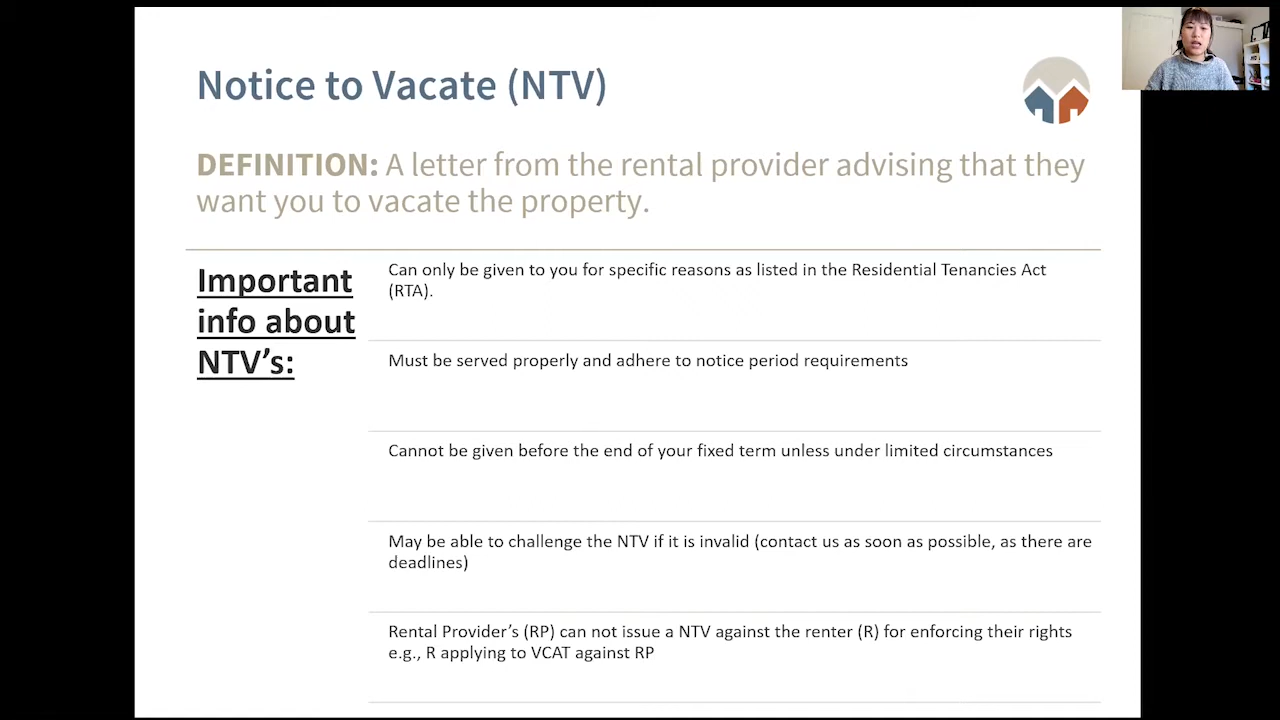 Notice to Vacate (NTV)
DEFINITION: A letter from the rental provider advising that they
want you to vacate the property.
Important
info about
NTV’s:
Can only be given to you for specific reasons as listed in the Residential Tenancies Act
(RTA).
Must be served properly and adhere to notice period requirements
Cannot be given before the end of your fixed term unless under limited circumstances
May be able to challenge the NTV if it is invalid (contact us as soon as possible, as there are
deadlines)
Rental Provider’s (RP) can not issue a NTV against the renter (R) for enforcing their rights
e.g., R applying to VCAT against RP